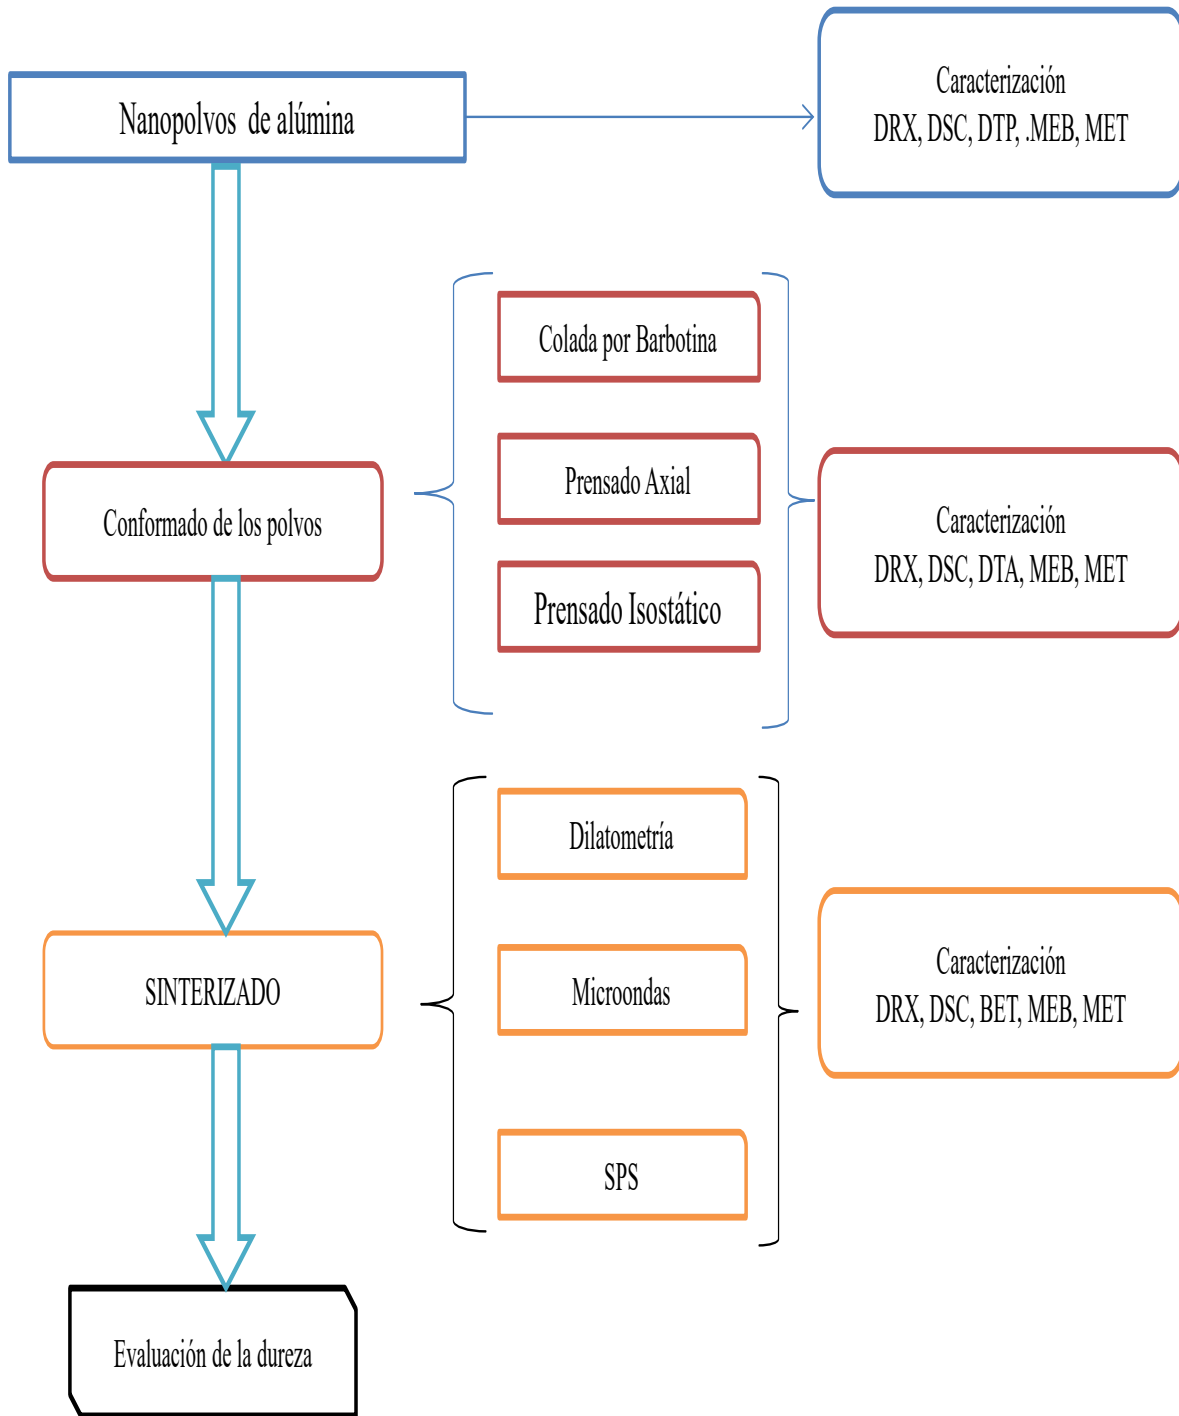 Nanopolvos de alúmina
Caracterización
DRX, DSC, DTP, .MEB, MET
Colada por Barbotina
Prensado Axial
Prensado Isostático
Conformado de los polvos
Caracterización
DRX, DSC, DTA, MEB, MET
Dilatometría
Microondas
SPS
SINTERIZADO
Caracterización
DRX, DSC, BET, MEB, MET
Evaluación de la dureza